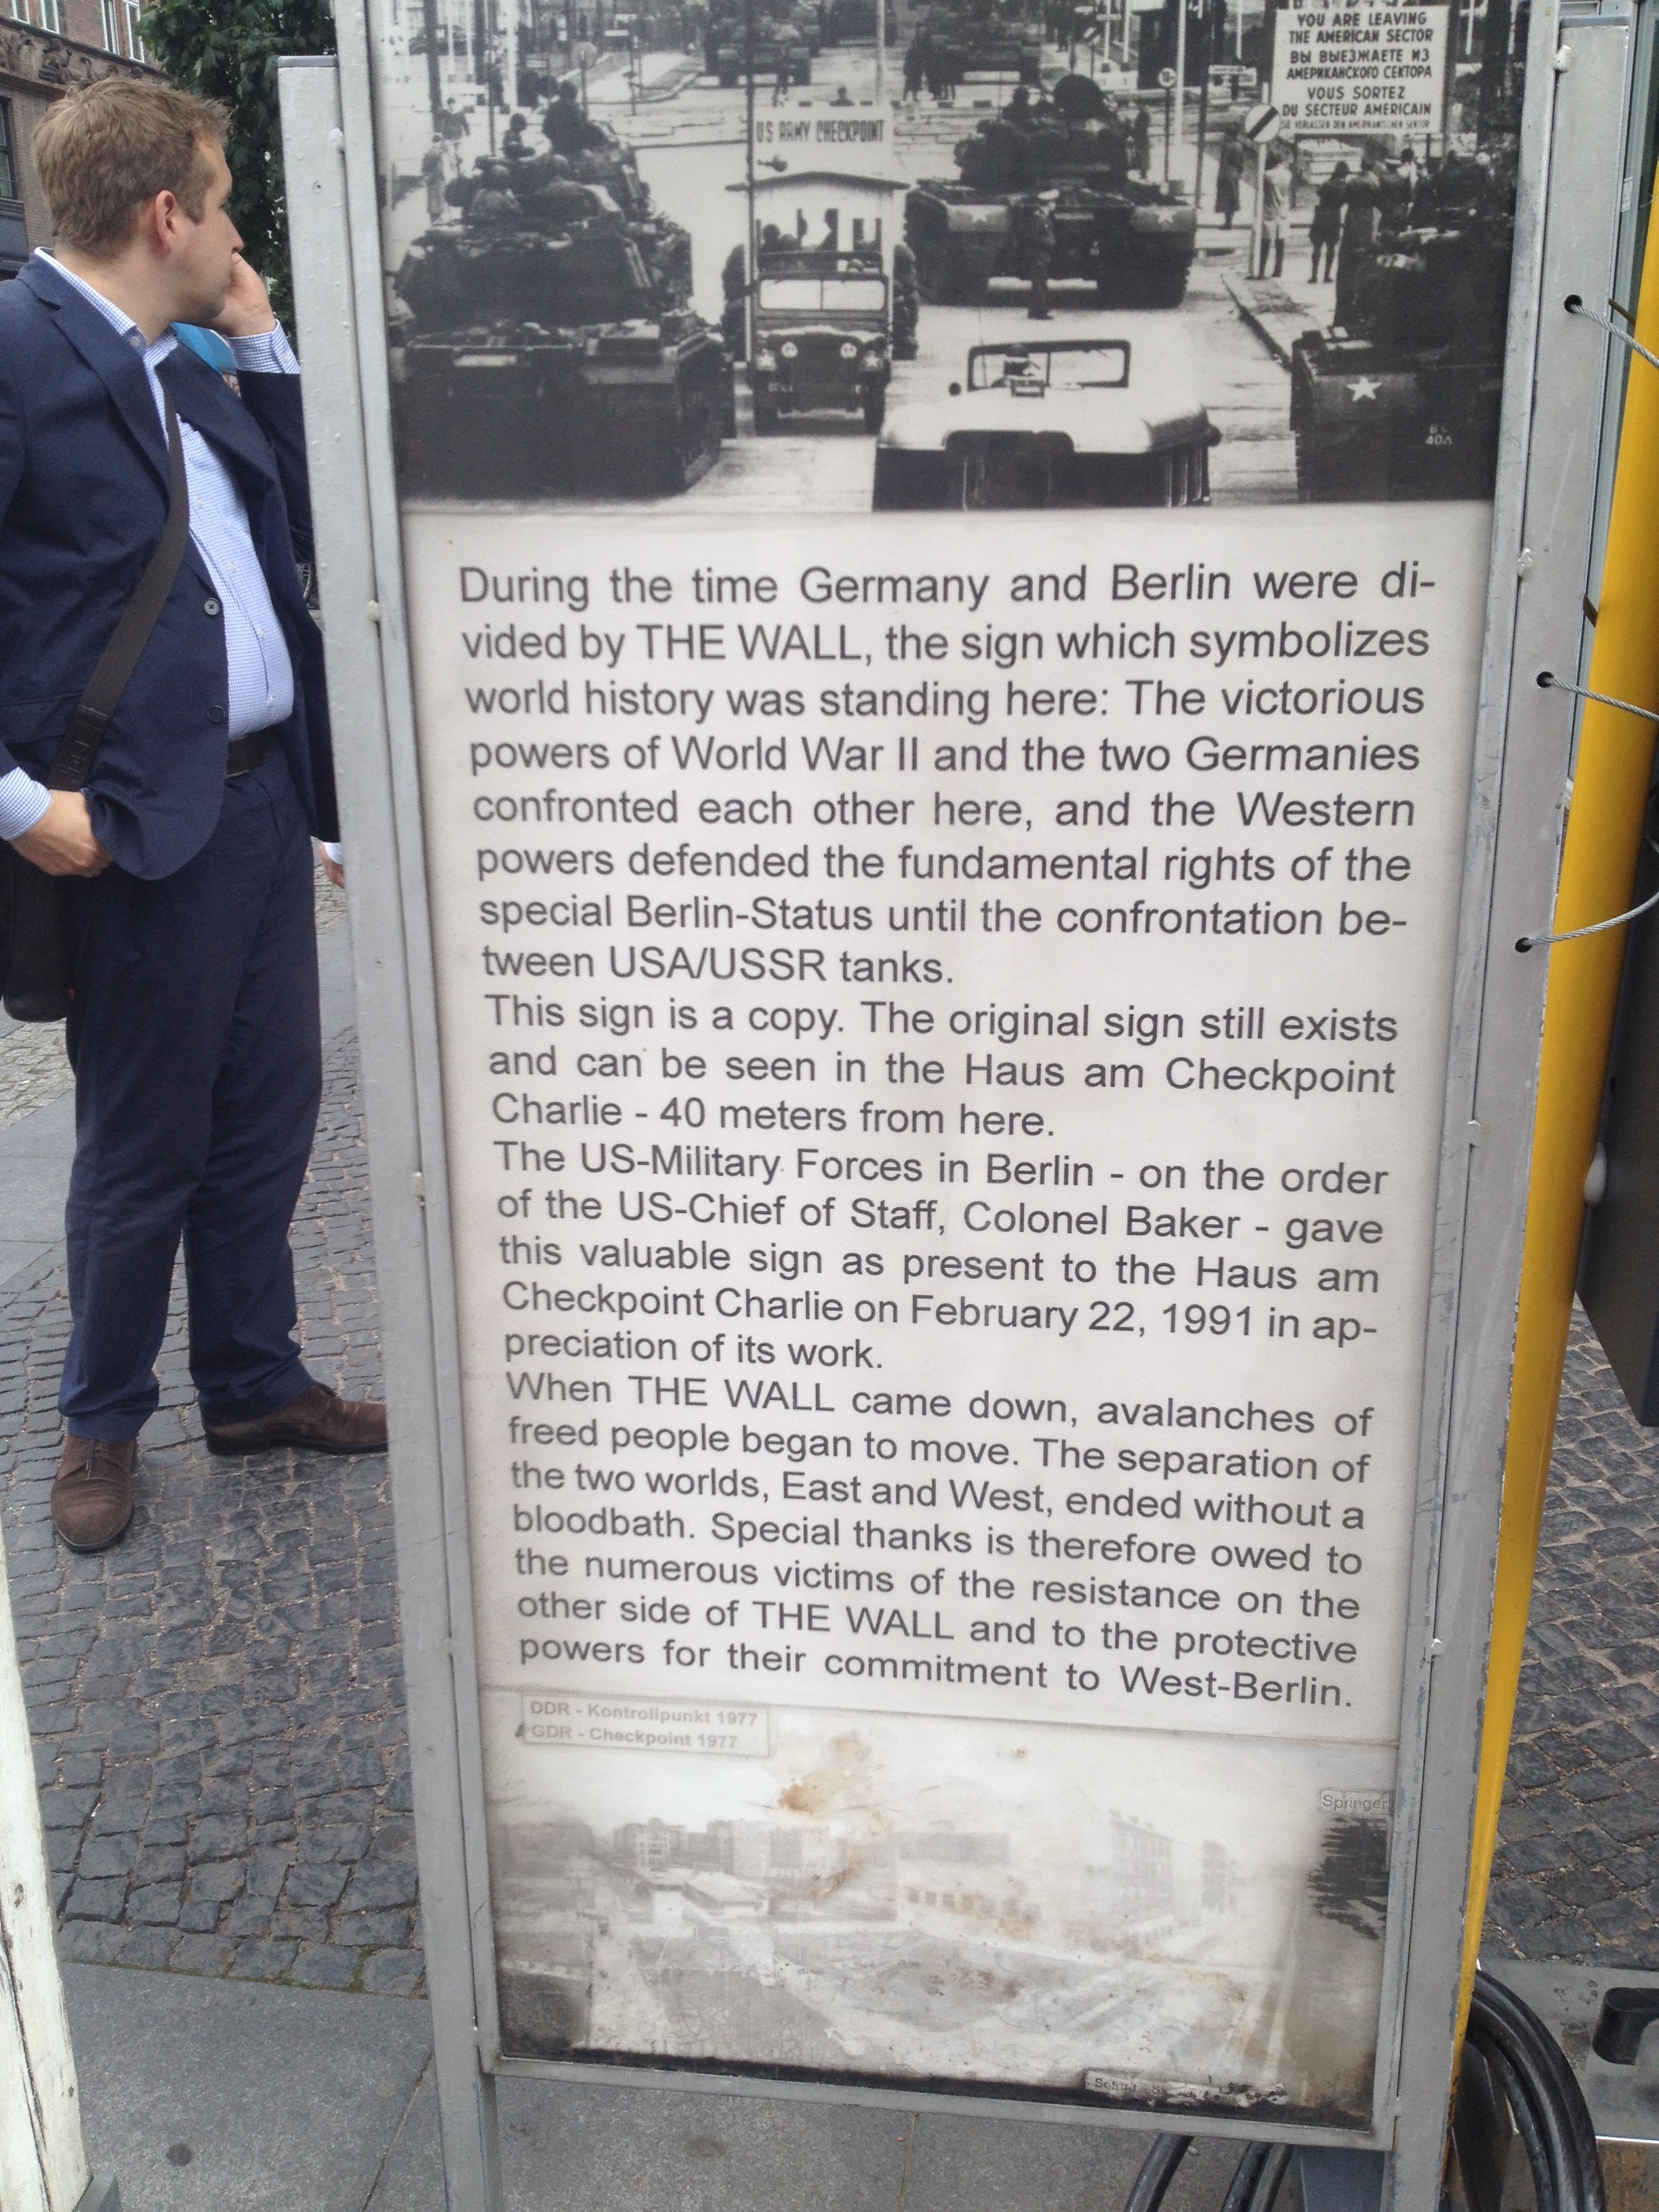 YOU ARE LEAVING
THE AMERICAN SECTOR
ВЫ ВЫЕЗЖАЕТЕ ИЗ
АМЕРИКАНСКОГО СЕКТОРА
VOUS SORTEZ
DU SECTEUR AMERICAIN
SIE VERLASSEN DEN AMERIKANISCHEN SEKTOR
US ARMY CHECKPOINT
During the time Germany and Berlin were di-
vided by THE WALL, the sign which symbolizes
world history was standing here: The victorious
powers of World War II and the two Germanies
confronted each other here, and the Western
powers defended the fundamental rights of the
special Berlin-Status until the confrontation be-
tween USA/USSR tanks.
This sign is a copy. The original sign still exists
and can be seen in the Haus am Checkpoint
Charlie - 40 meters from here.
The US-Military Forces in Berlin - on the order
of the US-Chief of Staff, Colonel Baker - gave
this valuable sign as present to the Haus am
Checkpoint Charlie on February 22, 1991 in ap-
preciation of its work.
When THE WALL came down, avalanches of
freed people began to move. The separation of
the two worlds, East and West, ended without a
bloodbath. Special thanks is therefore owed to
the numerous victims of the resistance on the
other side of THE WALL and to the protective
powers for their commitment to West-Berlin.
DDR - Kontrollpunkt 1977
GDR - Checkpoint 1977
Springer